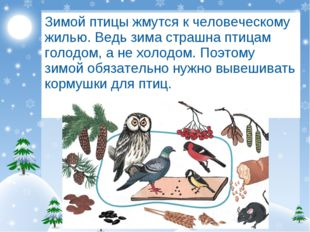 Зимой птицы жмутся к человеческому
жилью. Ведь зима страшна птицам
голодом, а не холодом. Поэтому
зимой обязательно нужно вывешивать
кормушки для птиц.